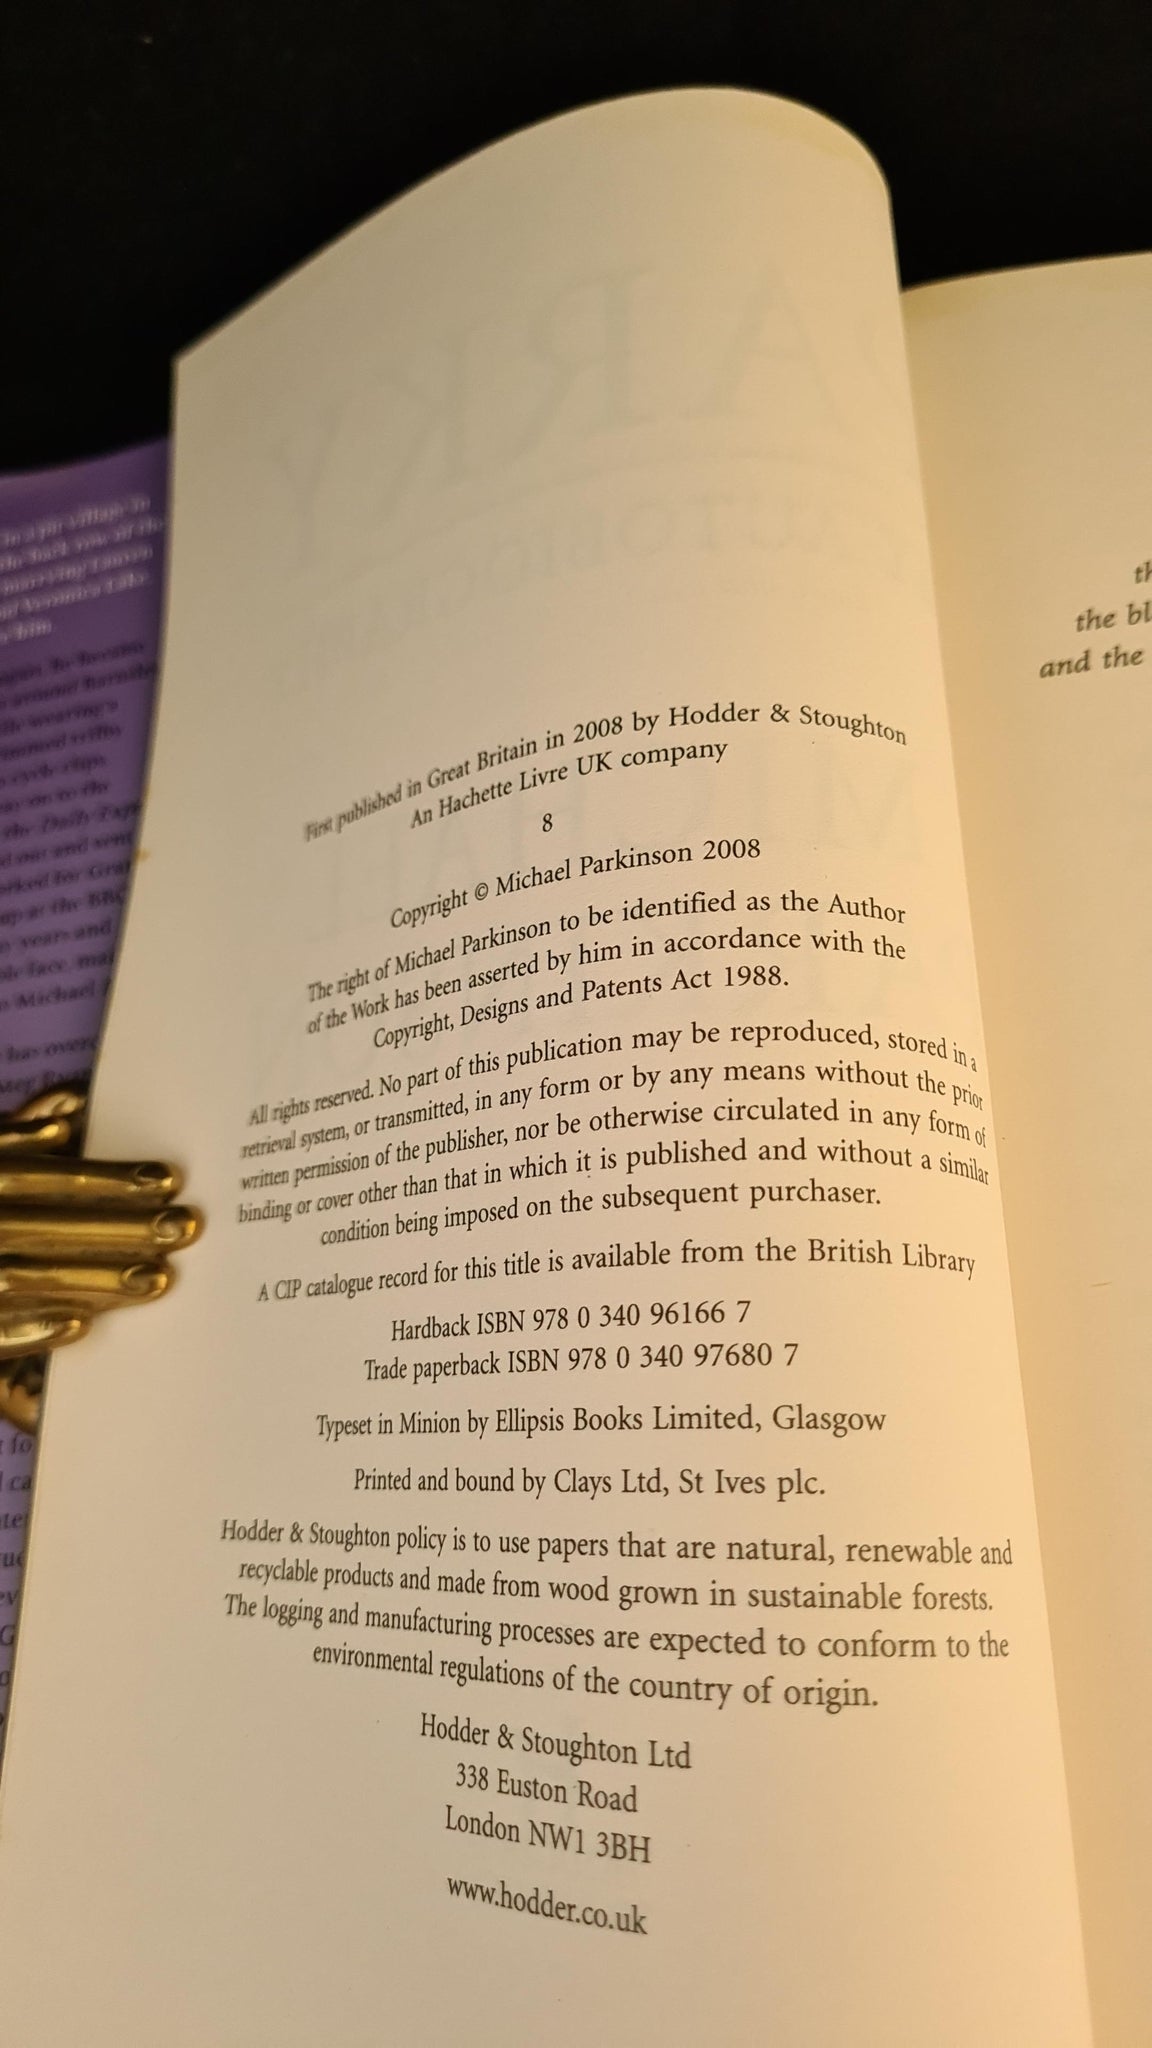 First published in Great Britain in 2008 by Hodder & Stoughton
An Hachette Livre UK company
8
Copyright © Michael Parkinson 2008
The right of Michael Parkinson to be identified as the Author
of the Work has been asserted by him in accordance with the
Copyright, Designs and Patents Act 1988.
All rights reserved. No part of this publication may be reproduced, stored in a
retrieval system, or transmitted, in any form or by any means without the prior
written permission of the publisher, nor be otherwise circulated in any form of
binding or cover other than that in which it is published and without a similar
condition being imposed on the subsequent purchaser.
A CIP catalogue record for this title is available from the British Library
Hardback ISBN 978 0 340 96166 7
Trade paperback ISBN 978 0 340 97680 7
Typeset in Minion by Ellipsis Books Limited, Glasgow
Printed and bound by Clays Ltd, St Ives plc.
Hodder & Stoughton policy is to use papers that are natural, renewable and
recyclable products and made from wood grown in sustainable forests.
The logging and manufacturing processes are expected to conform to the
environmental regulations of the country of origin.
Hodder & Stoughton Ltd
338 Euston Road
London NW1 3BH
www.hodder.co.uk
the
and the